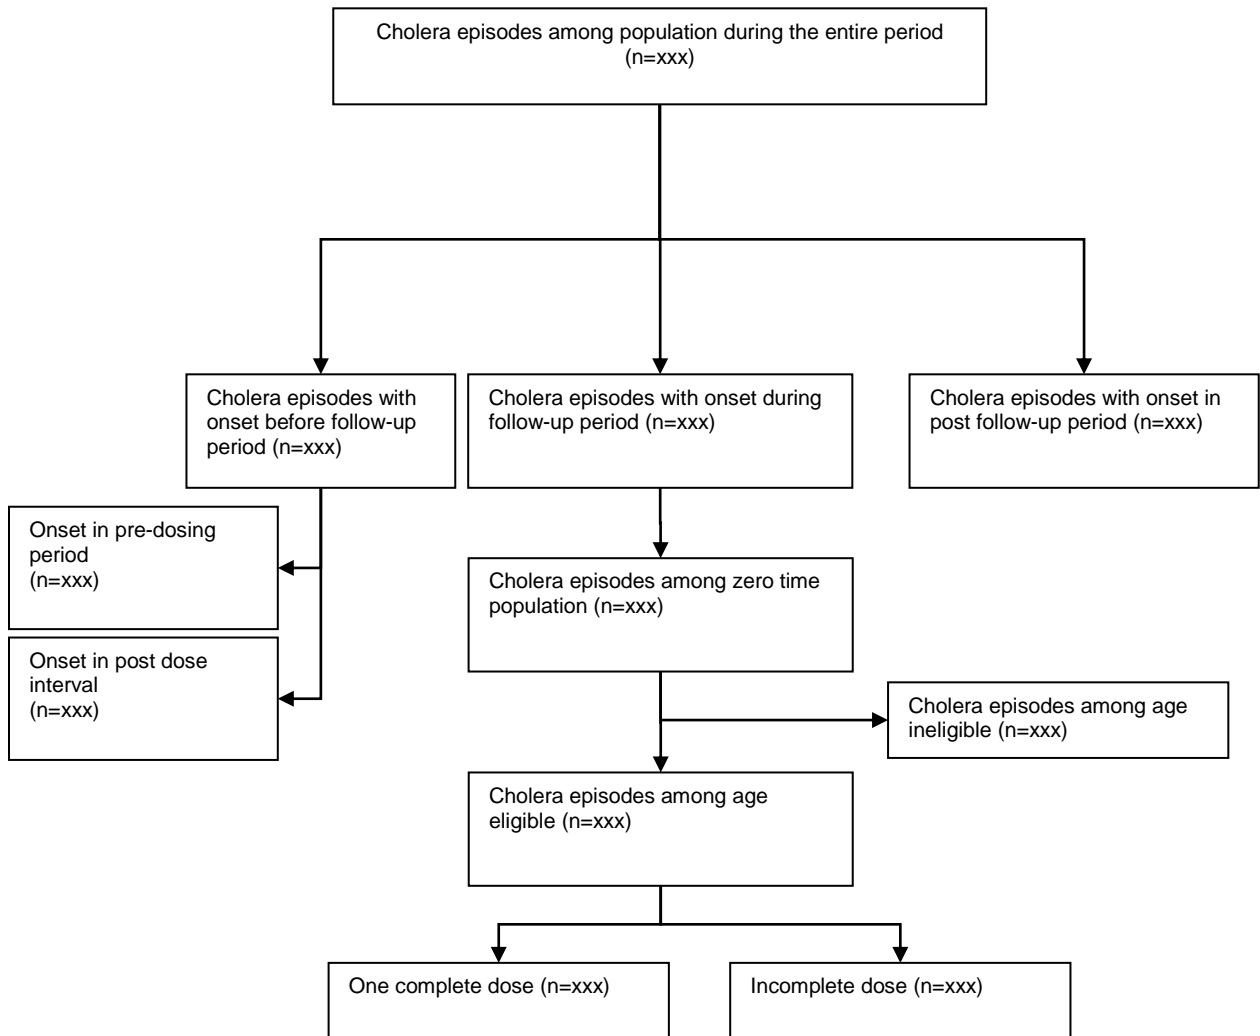 Cholera episodes among population during the entire period
(n=xxx)
Cholera episodes with
onset before follow-up
period (n=xxx)
Cholera episodes with onset during
follow-up period (n=xxx)
Cholera episodes with onset in
post follow-up period (n=xxx)
Onset in pre-dosing
period
(n=xxx)
Cholera episodes among zero time
population (n=xxx)
Onset in post dose
interval
(n=xxx)
Cholera episodes among age
ineligible (n=xxx)
Cholera episodes among age
eligible (n=xxx)
One complete dose (n=xxx)
Incomplete dose (n=xxx)